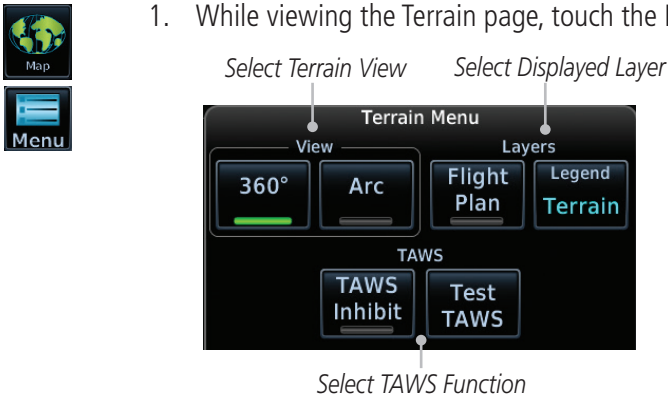 1. While viewing the Terrain page, touch the
Map
Menu
Select Terrain View
Select Displayed Layer
Terrain Menu
View
Layers
360°
Arc
Flight
Plan
Legend
Terrain
TAWS
TAWS
Inhibit
Test
TAWS
Select TAWS Function